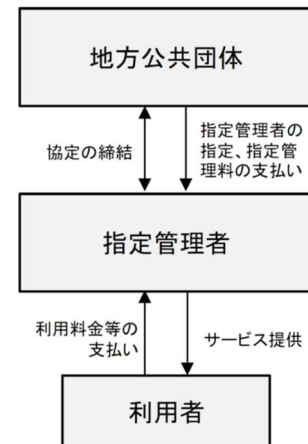 地方公共団体
協定の締結
指定管理者の
指定、指定管
理料の支払い
指定管理者
利用料金等の
支払い
サービス提供
利用者